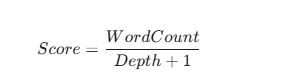 Score = WordCount / Depth + 1